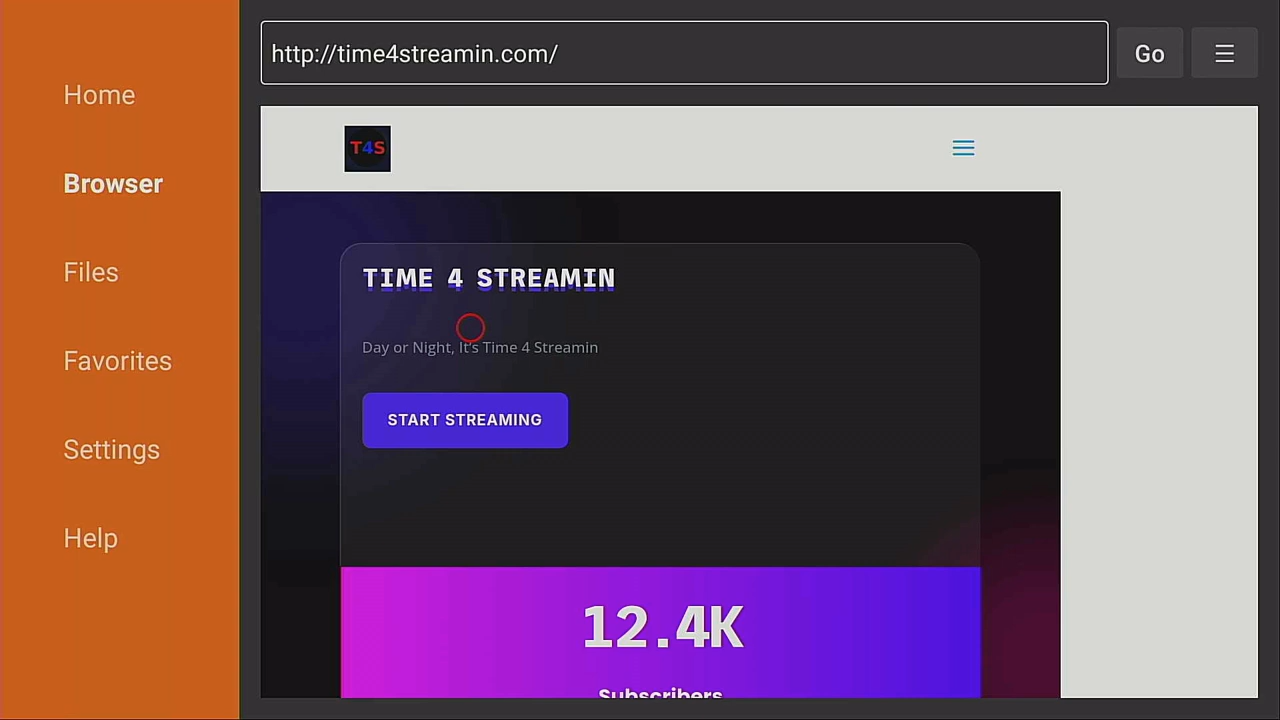 http://time4streamin.com/
Go
Home
Browser
Files
Favorites
Settings
Help
T4S
TIME 4 STREAMIN
Day or Night, It's Time 4 Streamin
START STREAMING
12.4K
Subscribers